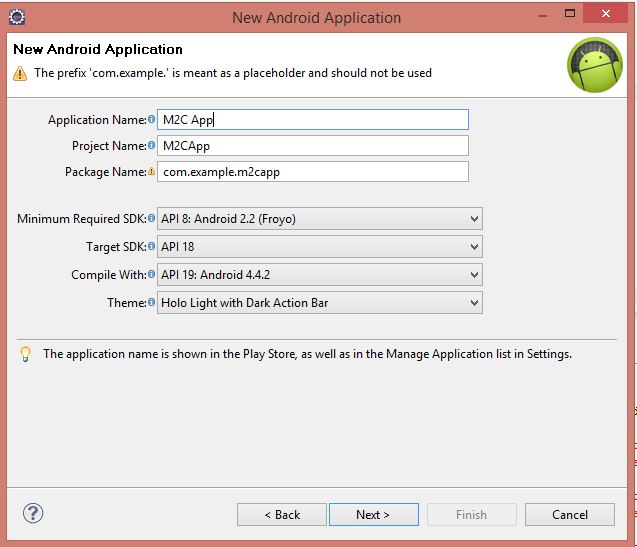 New Android Application
New Android Application
The prefix 'com.example.' is meant as a placeholder and should not be used
Application Name: M2C App
Project Name: M2CApp
Package Name: com.example.m2capp
Minimum Required SDK: API 8: Android 2.2 (Froyo)
Target SDK: API 18
Compile With: API 19: Android 4.4.2
Theme: Holo Light with Dark Action Bar
The application name is shown in the Play Store, as well as in the Manage Application list in Settings.
? < Back Next > Finish Cancel